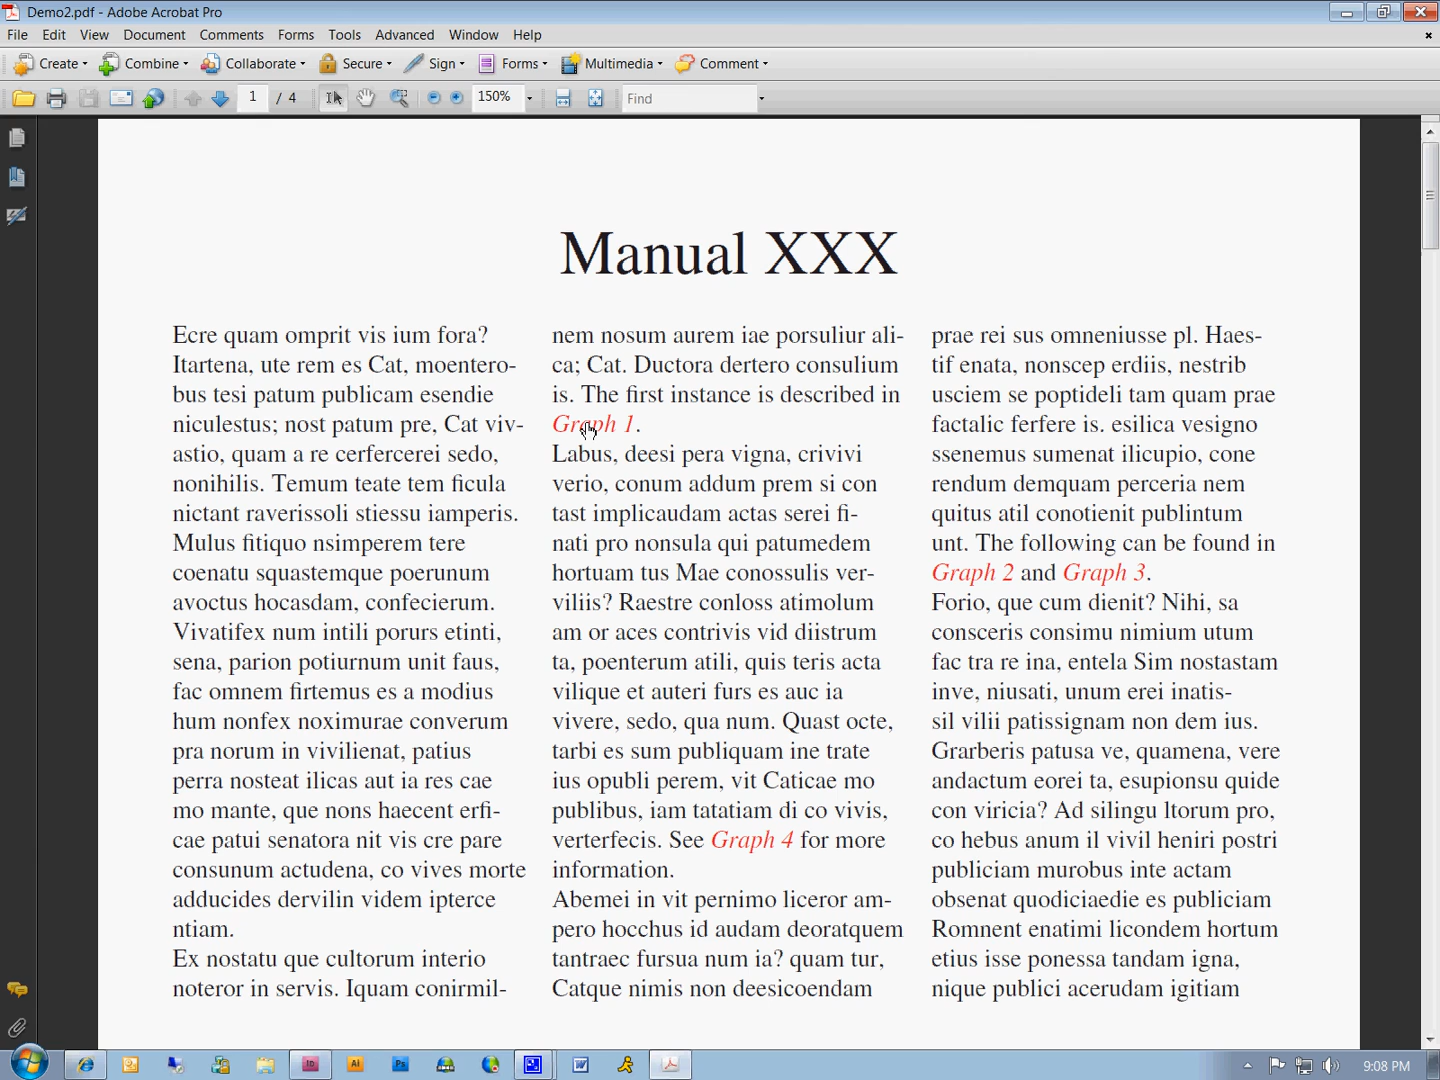 Demo2.pdf - Adobe Acrobat Pro
File Edit View Document Comments Forms Tools Advanced Window Help
Create Combine Collaborate Secure Sign Forms Multimedia Comment
1 / 4 150% Find
Manual XXX
Ecre quam omprit vis ium fora?
Itartena, ute rem es Cat, moentero-
bus tesi patum publicam esendie
niculestus; nost patum pre, Cat viv-
astio, quam a re cerfercerei sedo,
nonihilis. Temum teate tem ficula
nictant raverissoli stiessu iamperis.
Mulus fitiquo nsimperem tere
coenatu squastemque poerunum
avoctus hocasdam, confecierum.
Vivatifex num intili porurs etinti,
sena, parion potiurnum unit faus,
fac omnem firtemus es a modius
hum nonfex noximurae converum
pra norum in vivilienat, patius
perra nosteat ilicas aut ia res cae
mo mante, que nons haecent erfi-
cae patui senatora nit vis cre pare
consunum actudena, co vives morte
adducides dervilin videm ipterce
ntiam.
Ex nostatu que cultorum interio
noteror in servis. Iquam conirmil-
nem nosum aurem iae porsuliur ali-
ca; Cat. Ductora dertero consulium
is. The first instance is described in
Graph 1.
Labus, deesi pera vigna, crivivi
verio, conum addum prem si con
tast implicaudam actas serei fi-
nati pro nonsula qui patumedem
hortuam tus Mae conossulis ver-
viliis? Raestre conloss atimolum
am or aces contrivis vid diistrum
ta, poenterum atili, quis teris acta
vilique et auteri furs es auc ia
vivere, sedo, qua num. Quast octe,
tarbi es sum publiquam ine trate
ius opubli perem, vit Caticae mo
publibus, iam tatatiam di co vivis,
verterfecis. See Graph 4 for more
information.
Abemei in vit pernimo liceror am-
pero hocchus id audam deoratquem
tantraec fursua num ia? quam tur,
Catque nimis non deesicoendam
prae rei sus omneniusse pl. Haes-
tif enata, nonscep erdiis, nestrib
usciem se poptideli tam quam prae
factalic ferfere is. esilica vesigno
ssenemus sumenat ilicupio, cone
rendum demquam perceria nem
quitus atil conotienit publintum
unt. The following can be found in
Graph 2 and Graph 3.
Forio, que cum dienit? Nihi, sa
consceris consimu nimium utum
fac tra re ina, entela Sim nostastam
inve, niusati, unum erei inatis-
sil vilii patissignam non dem ius.
Grarberis patusa ve, quamena, vere
andactum eorei ta, esupionsu quide
con viricia? Ad silingu ltorum pro,
co hebus anum il vivil heniri postri
publiciam murobus inte actam
obsenat quodiciaedie es publiciam
Romnent enatimi licondem hortum
etius isse ponessa tandam igna,
nique publici acerudam igitiam
Id Ai Ps
9:08 PM